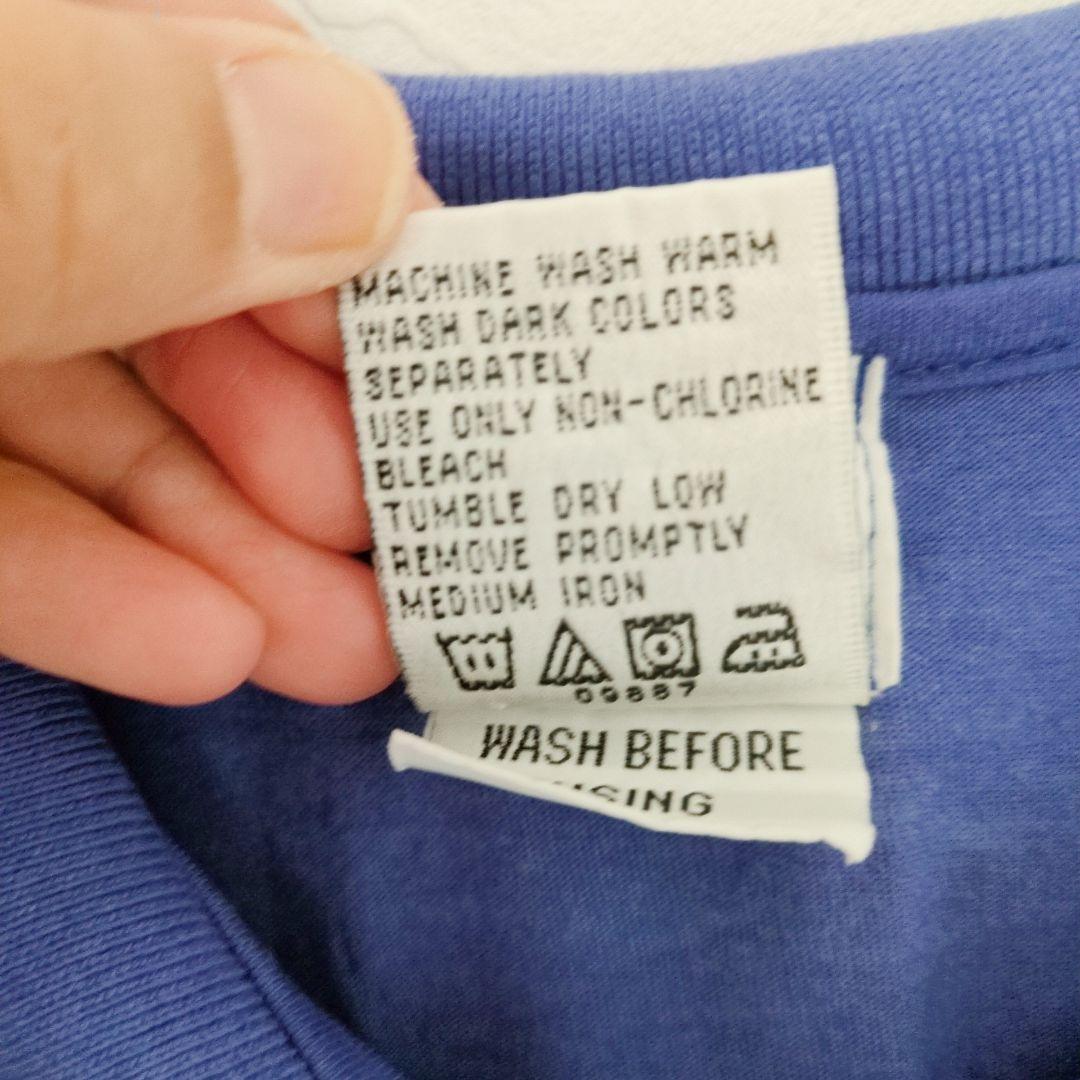 MACHINE WASH WARM
WASH DARK COLORS
SEPARATELY
USE ONLY NON-CHLORINE
BLEACH
TUMBLE DRY LOW
REMOVE PROMPTLY
MEDIUM IRON
09887
WASH BEFORE
USING